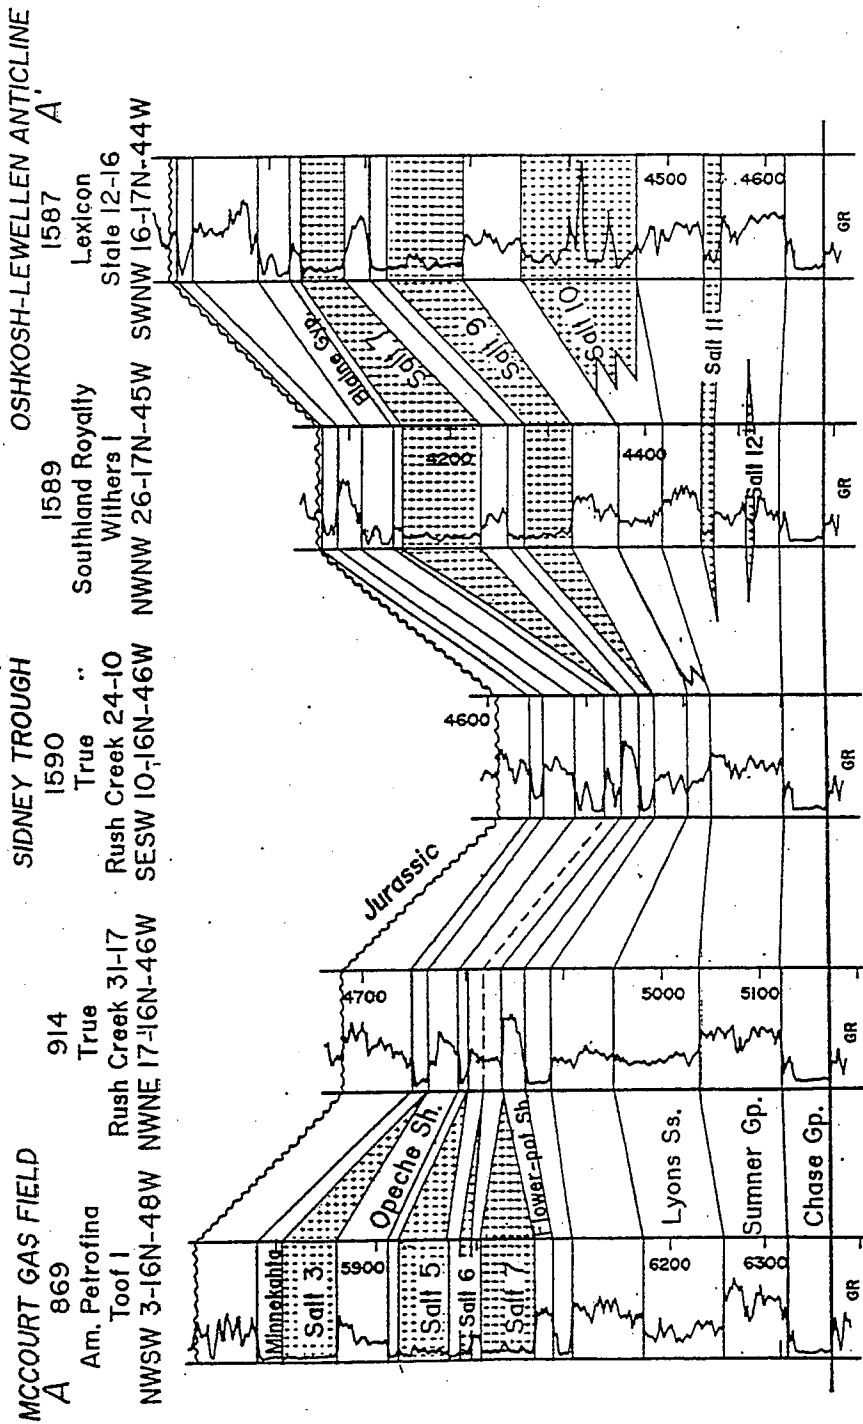 MCCOURT GAS FIELD
A
869
Am. Petrofina
Toof 1
NWSW 3-16N-48W
914
True
Rush Creek 31-17
NWNE 17-16N-46W
SIDNEY TROUGH
1590
True
Rush Creek 24-10
SESW 10-16N-46W
1589
Southland Royalty
Withers 1
NWNW 26-17N-45W
OSHKOSH-LEWELLEN ANTICLINE
1587
A'
Lexicon
State 12-16
SWNW 16-17N-44W
Jurassic
Minnekahta
Salt 3
5900
Opeche Sh.
Salt 5
Salt 6
Salt 7
Flower-pot Sh.
6200
Lyons Ss.
6300
Sumner Gp.
Chase Gp.
GR
4700
5000
5100
GR
4600
GR
4200
4400
Salt 12
GR
Blaine Gyp.
Salt 7
Salt 9
Salt 10
Salt 11
4500
4600
GR